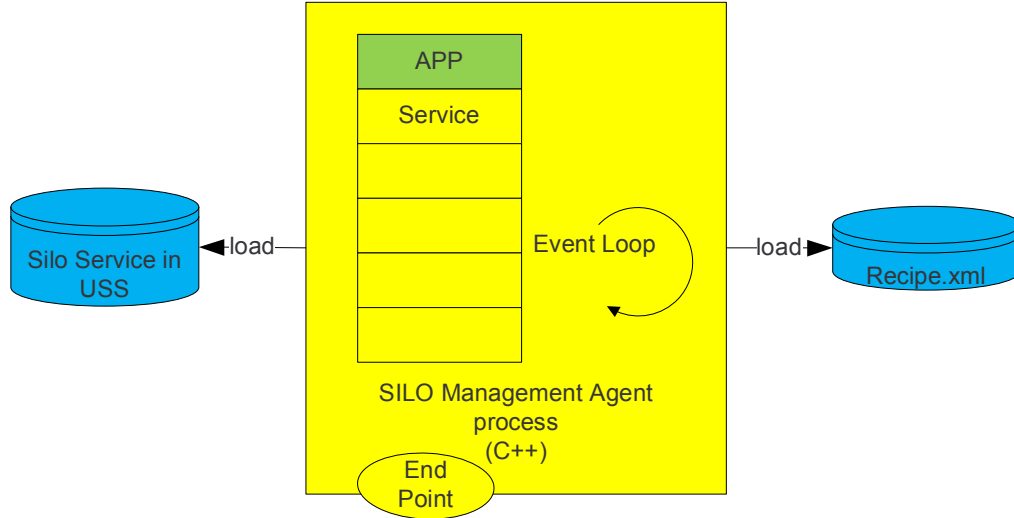 APP
Service
Event Loop
load
Silo Service in
USS
load
Recipe.xml
SILO Management Agent
process
(C++)
End
Point